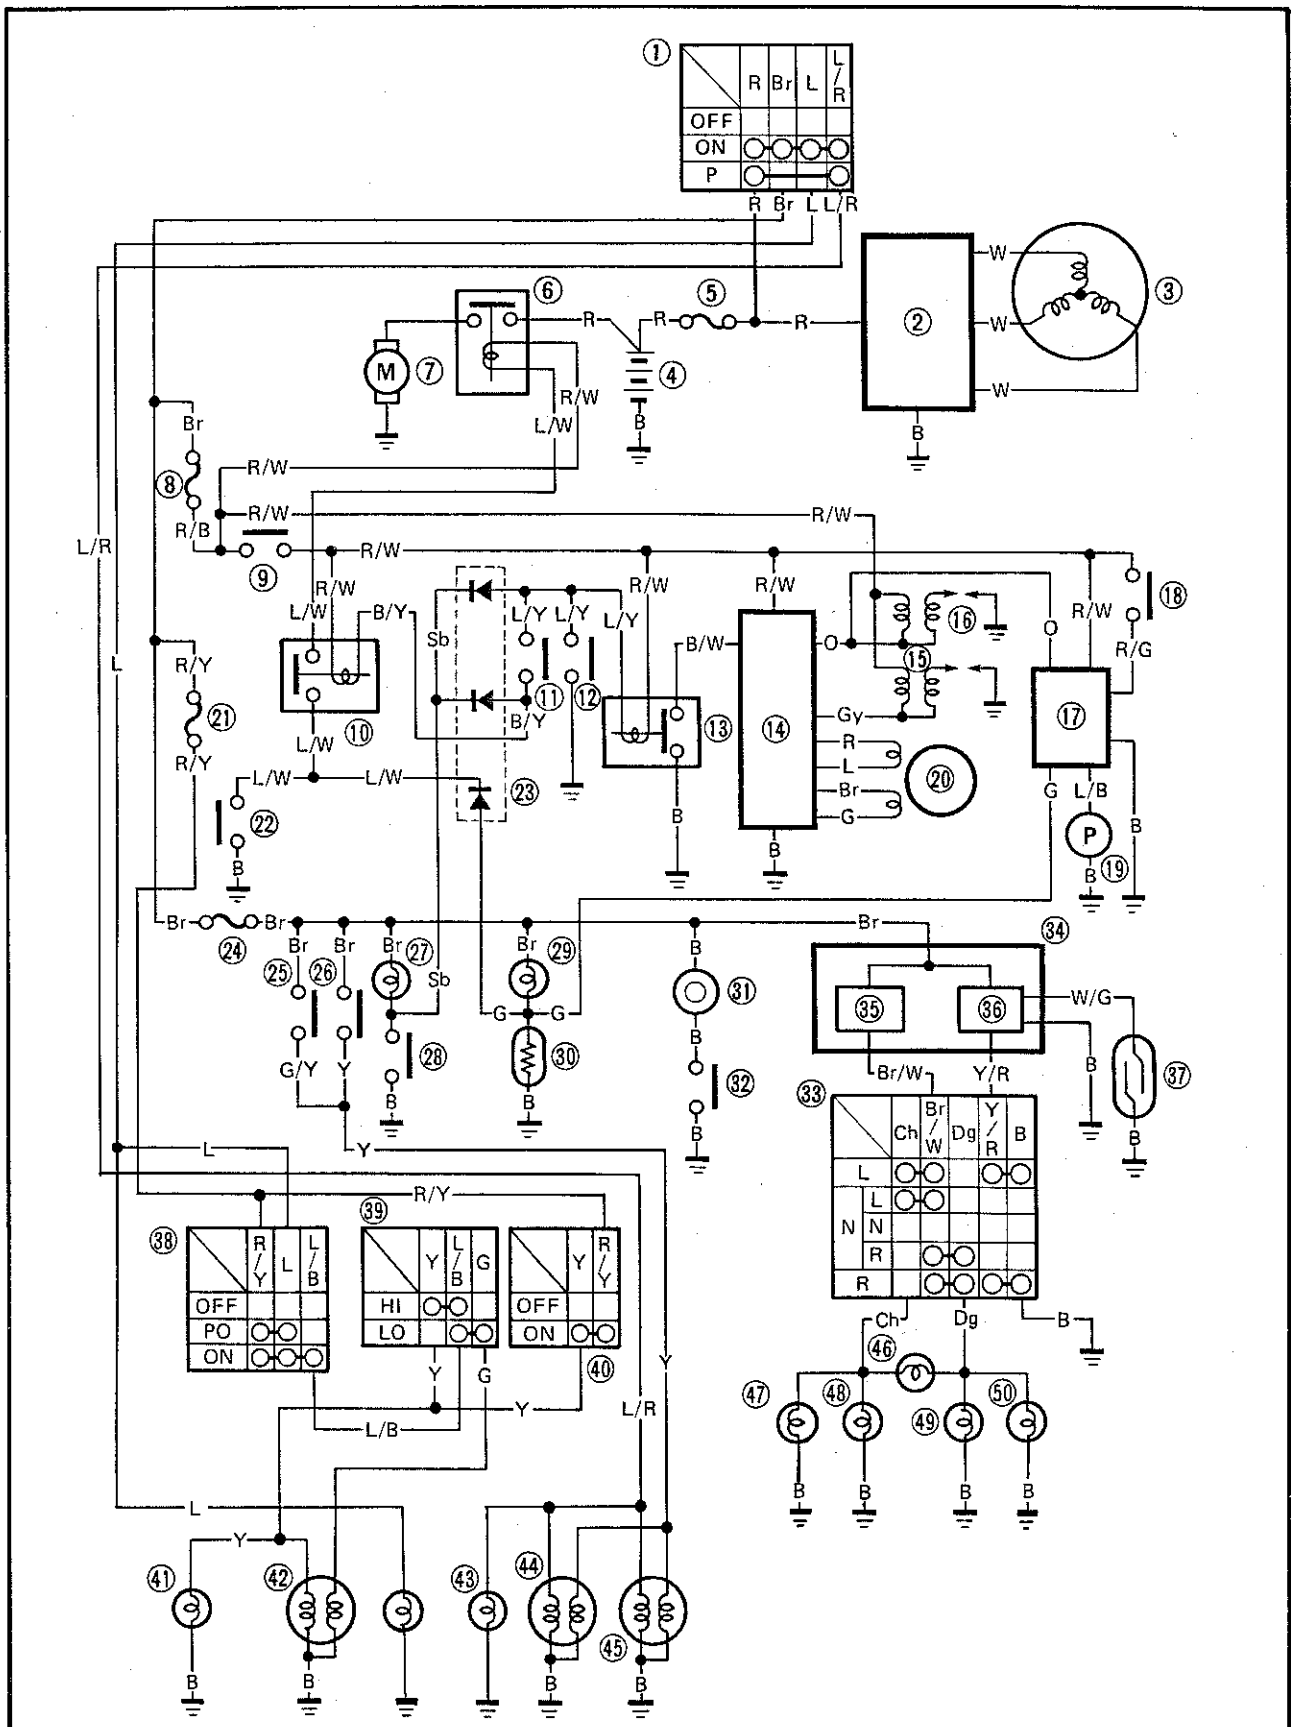 ①
R Br L L/R
OFF
ON
P
R Br L L/R
② ③
W
W
W
B
④ ⑤ ⑥ ⑦
M
R R R
B
R/W
L/W
Br
⑧
R/B
R/W
R/W R/W
L/R
⑨
R/W
R/W
L/W
B/Y
⑩
L/W
L/W L/W
Sb
L/Y L/Y L/Y
⑪ ⑫
B/Y
㉓
R/W
B/W
⑬
B
R/W
⑭
O
Gy
R
L
Br
G
B
⑮
⑯
⑳
O
R/W
⑰
⑱
R/G
G L/B B
P
⑲
B
L
R/Y
㉑
R/Y
㉒
B
Br Br
㉔
Br
Br Br Br Br B
㉕ ㉖ ㉗ ㉙
Sb
G/Y Y
㉘
B
G G
㉚
B
㉛
B
㉜
B
㉞
㉟ ㊱
W/G
B
㊲
B
Br/W Y/R
㉝
Ch Br/W Dg Y/R B
L
N L
N
R
R
Ch Dg B
㊻
㊼ ㊽ ㊾ ㊿
B B B B
L
Y
R/Y
㊳
R/Y L L/B
OFF
PO
ON
㊴
Y L/B G
HI
LO
Y R/Y
OFF
ON
㊵
Y G
Y
L/B
L/R
Y
L
Y
㊶ ㊷ ㊸ ㊹ ㊺
B B B B